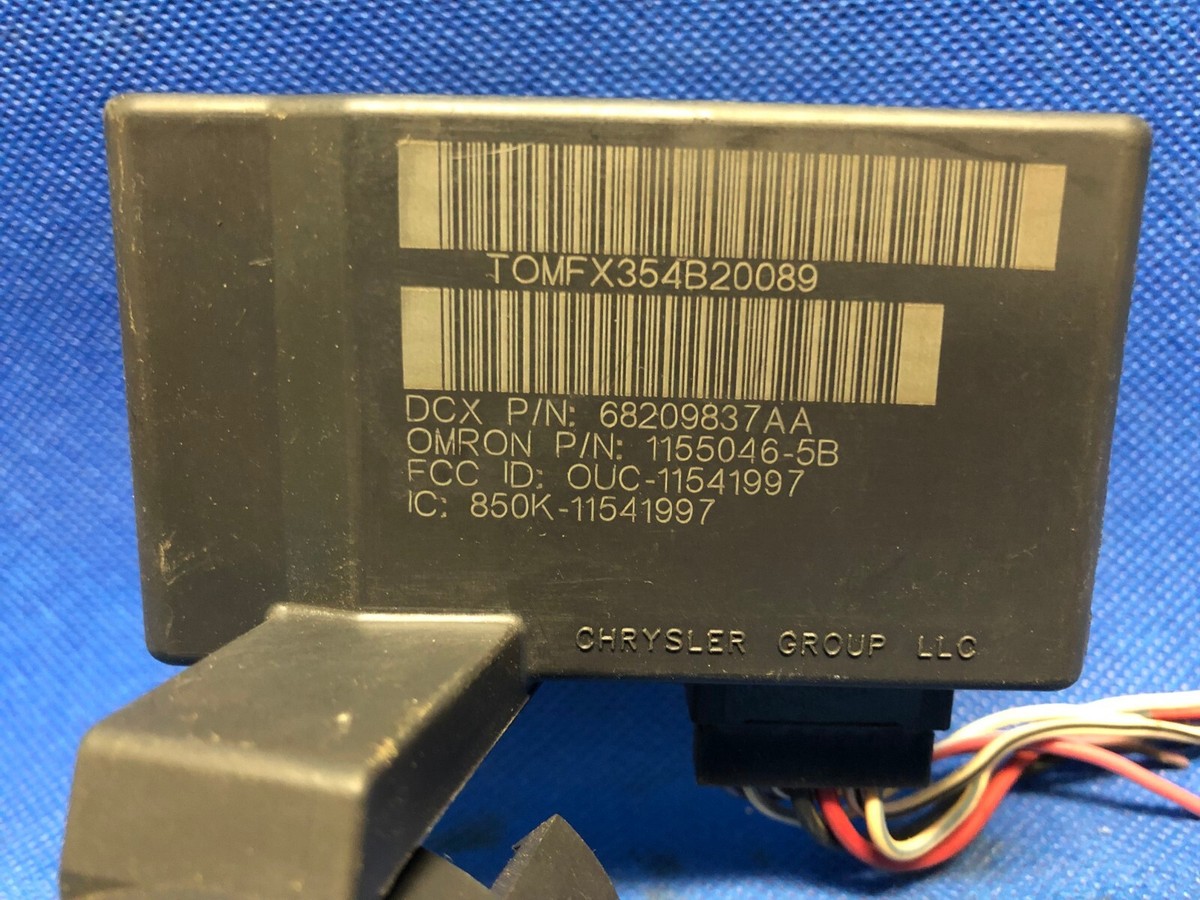 TOMFX354B20089
DCX P/N: 68209837AA
OMRON P/N: 1155046-5B
FCC ID: OUC-11541997
IC: 850K-11541997
CHRYSLER GROUP LLC